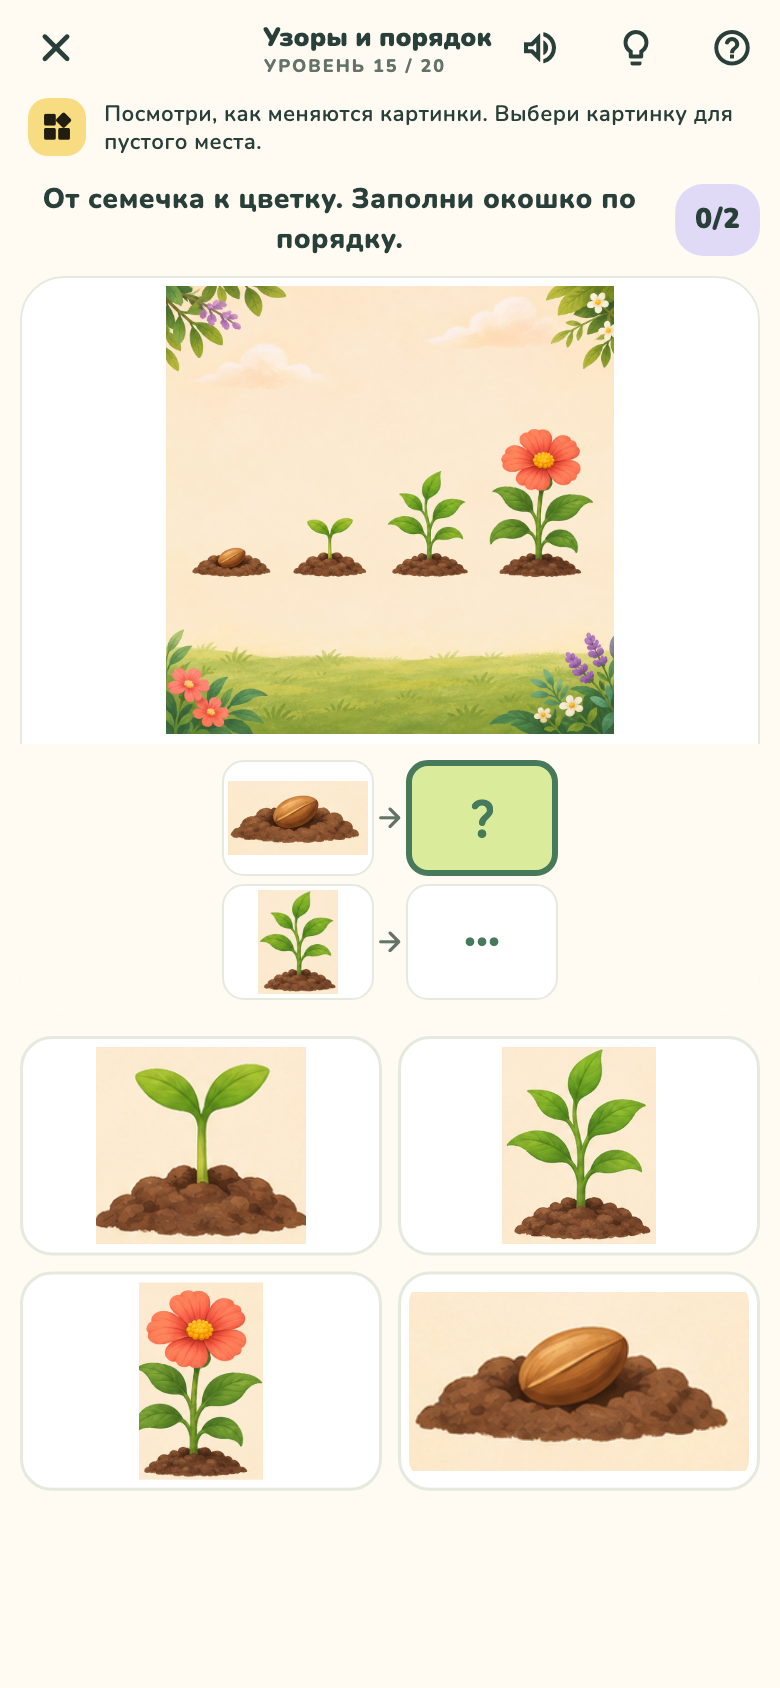 Узоры и порядок
УРОВЕНЬ 15 / 20
Посмотри, как меняются картинки. Выбери картинку для
пустого места.
От семечка к цветку. Заполни окошко по
порядку.
0/2
?
...